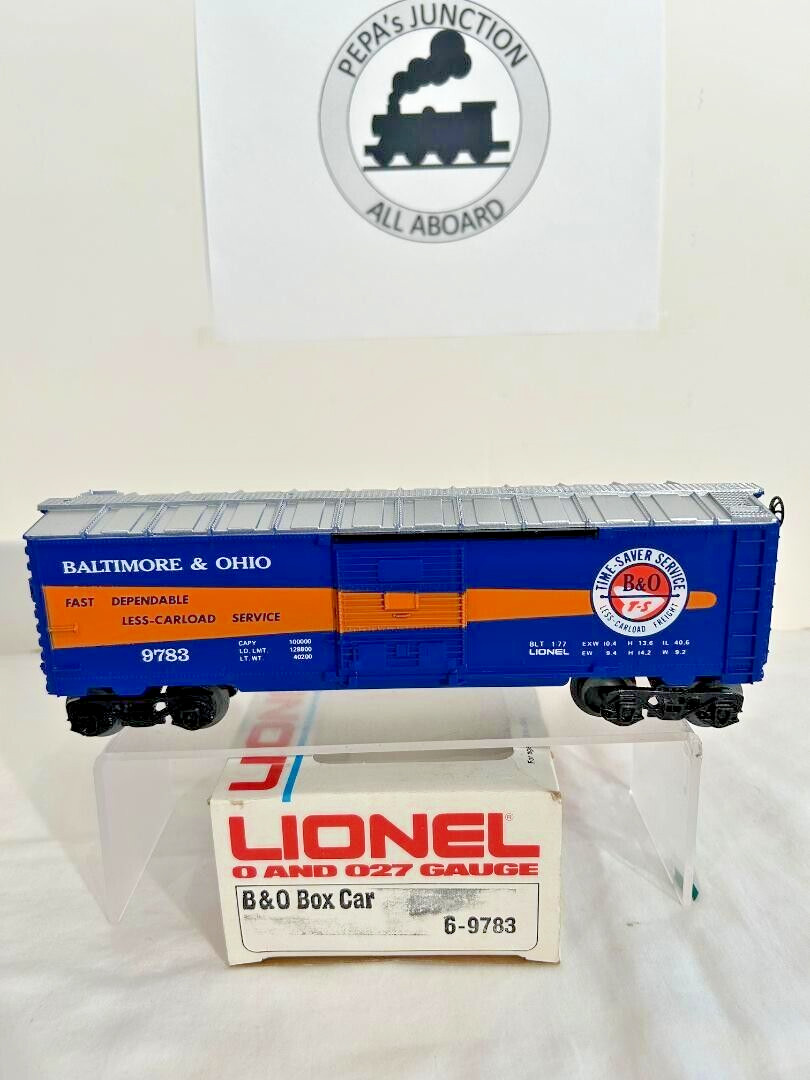 PEPA's JUNCTION
ALL ABOARD
BALTIMORE & OHIO
FAST DEPENDABLE
LESS-CARLOAD SERVICE
9783
CAPY 100000
LD. LMT. 128800
LT. WT. 40200
TIME-SAVER SERVICE
B&O
T-S
LESS-CARLOAD FREIGHT
BLT 1-77 EXW 10.4 H 13.6 IL 40.6
LIONEL EW 9.4 H 14.2 W 9.2
LIONEL®
O AND O27 GAUGE
B & O Box Car
6-9783